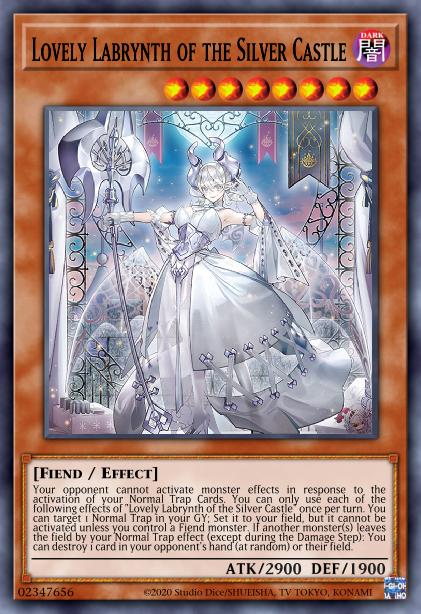 Lovely Labrynth of the Silver Castle
DARK
闇
[Fiend / Effect]
Your opponent cannot activate monster effects in response to the
activation of your Normal Trap Cards. You can only use each of the
following effects of "Lovely Labrynth of the Silver Castle" once per turn. You
can target 1 Normal Trap in your GY; Set it to your field, but it cannot be
activated unless you control a Fiend monster. If another monster(s) leaves
the field by your Normal Trap effect (except during the Damage Step): You
can destroy 1 card in your opponent's hand (at random) or their field.
ATK/2900 DEF/1900
02347656
©2020 Studio Dice/SHUEISHA, TV TOKYO, KONAMI